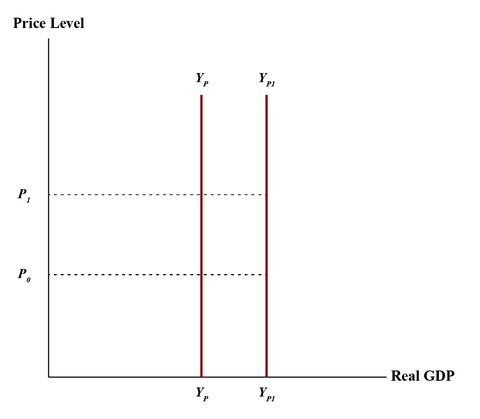 Price Level
Y_P Y_P1
P_1
P_0
Real GDP
Y_P Y_P1